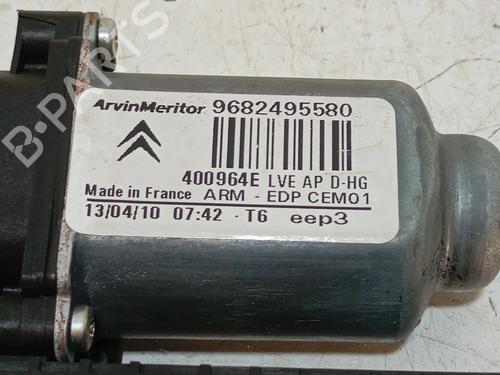 ArvinMeritor 9682495580
400964E LVE AP D-HG
Made in France ARM - EDP CEM01
13/04/10 07:42 - T6 eep3
B-PARTS